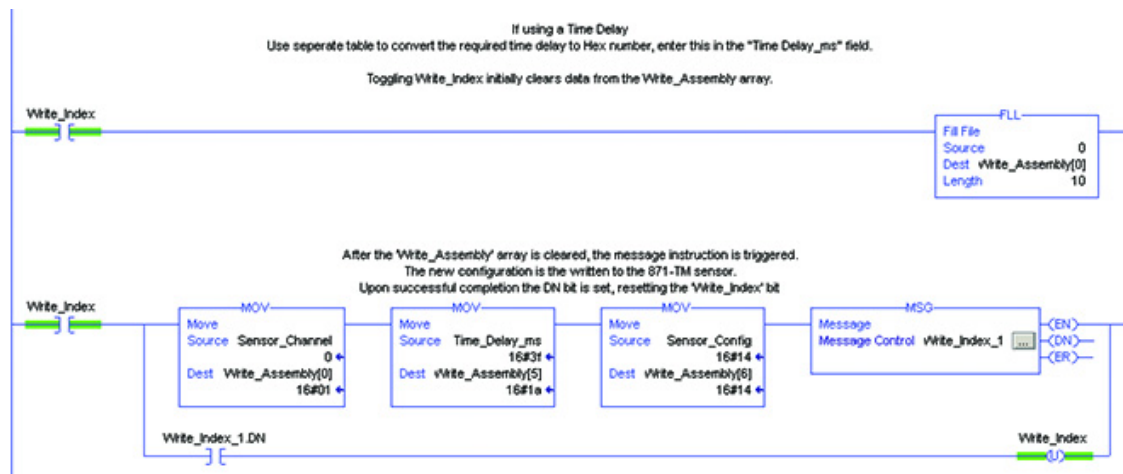 If using a Time Delay
Use seperate table to convert the required time delay to Hex number, enter this in the "Time Delay_ms" field.
Toggling Write_Index initially clears data from the Write_Assembly array.
Write_Index
FLL
Fill File
Source 0
Dest Write_Assembly[0]
Length 10
After the 'Write_Assembly' array is cleared, the message instruction is triggered.
The new configuration is the written to the 871-TM sensor.
Upon successful completion the DN bit is set, resetting the 'Write_Index' bit
Write_Index
MOV
Move
Source Sensor_Channel
0
Dest Write_Assembly[0]
16#01
MOV
Move
Source Time_Delay_ms
16#3f
Dest Write_Assembly[5]
16#1a
MOV
Move
Source Sensor_Config
16#14
Dest Write_Assembly[6]
16#14
MSG
Message
Message Control Write_Index_1 ...
EN
DN
ER
Write_Index_1.DN
Write_Index
U